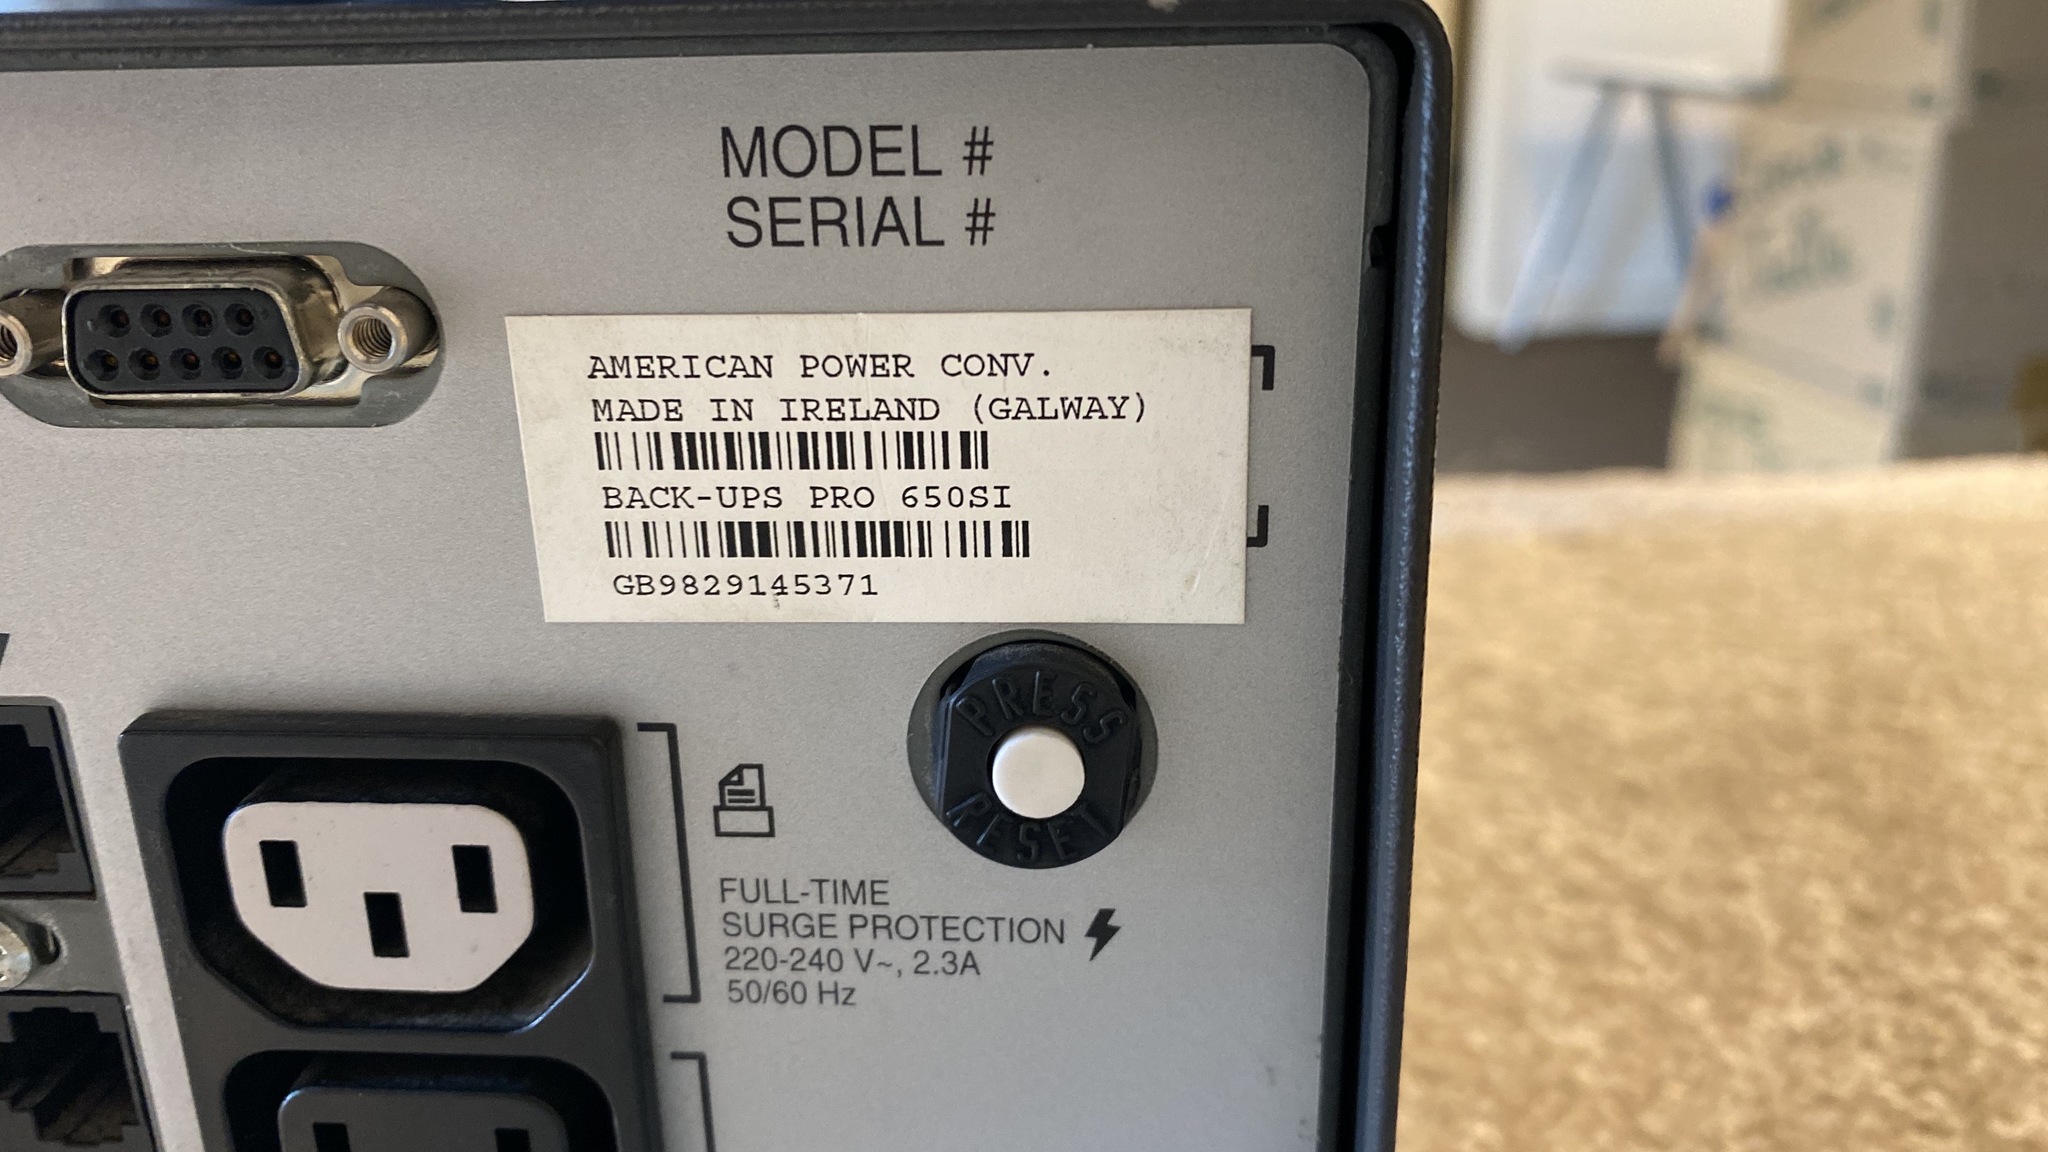 MODEL #
SERIAL #
AMERICAN POWER CONV.
MADE IN IRELAND (GALWAY)
BACK-UPS PRO 650SI
GB9829145371
PRESS
RESET
FULL-TIME
SURGE PROTECTION
220-240 V~, 2.3A
50/60 Hz